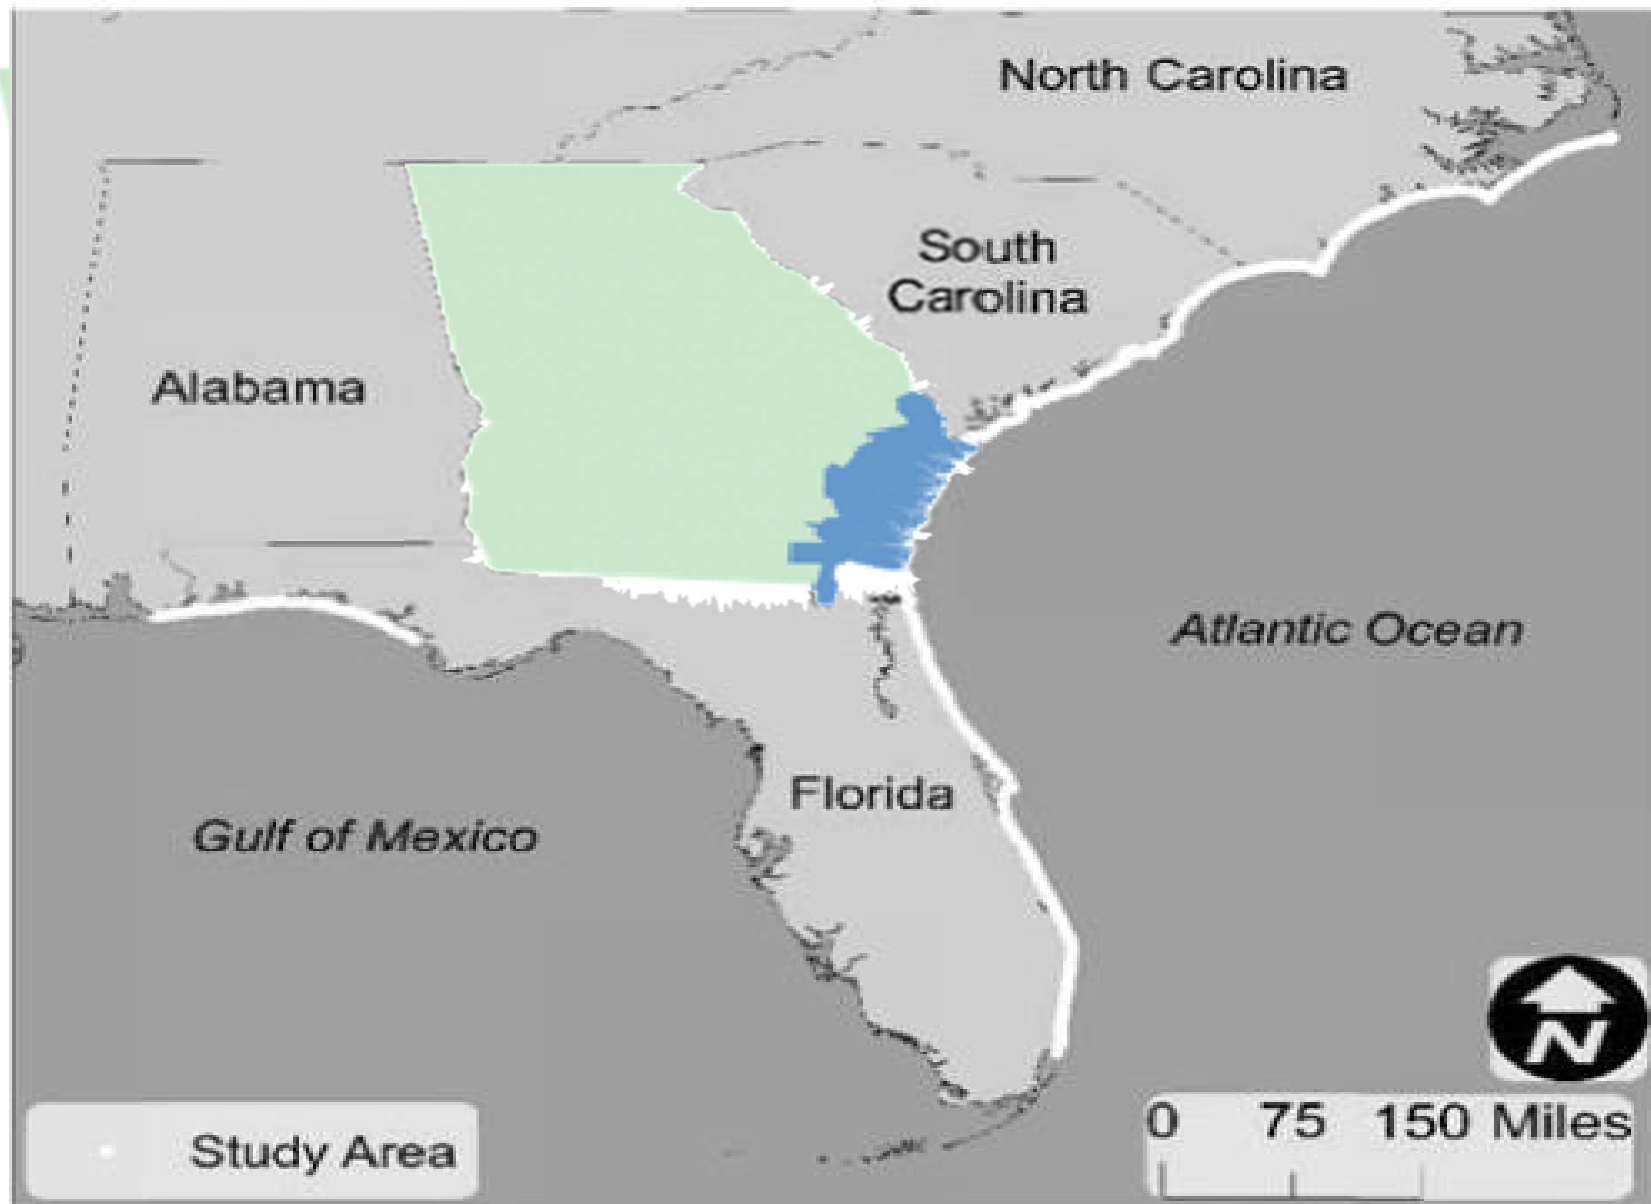 North Carolina
South
Carolina
Alabama
Atlantic Ocean
Florida
Gulf of Mexico
N
Study Area
0 75 150 Miles